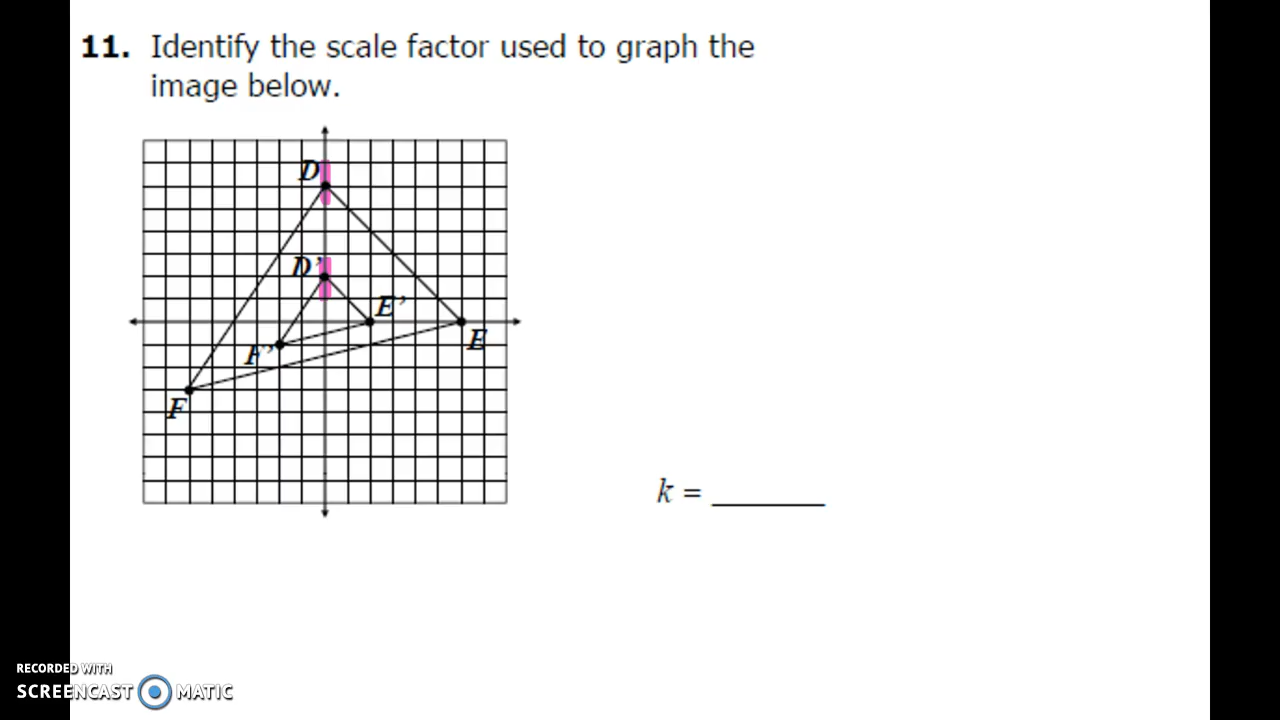 11. Identify the scale factor used to graph the
image below.
D
D'
E'
E
F'
F
k = ________
RECORDED WITH
SCREENCAST MATIC